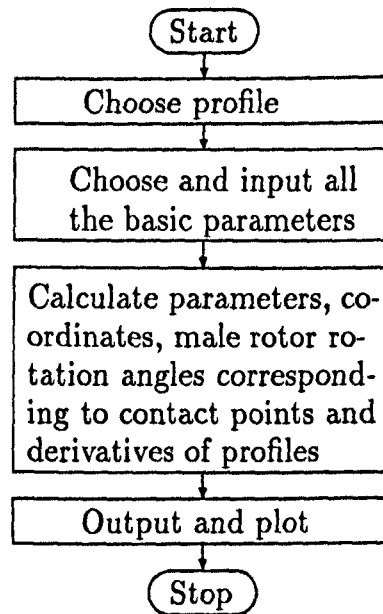 Start
Choose profile
Choose and input all
the basic parameters
Calculate parameters, co-
ordinates, male rotor ro-
tation angles correspond-
ing to contact points and
derivatives of profiles
Output and plot
Stop